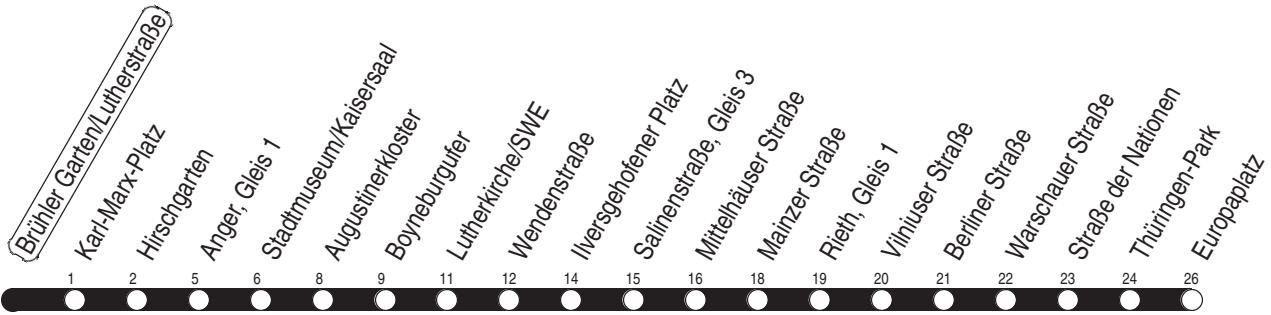 Brühler Garten/Lutherstraße
Karl-Marx-Platz
Hirschgarten
Anger, Gleis 1
Stadtmuseum/Kaisersaal
Augustinerkloster
Boyneburgufer
Lutherkirche/SWE
Wendenstraße
Ilversgehofener Platz
Salinenstraße, Gleis 3
Mittelhäuser Straße
Mainzer Straße
Rieth, Gleis 1
Vilniuser Straße
Berliner Straße
Warschauer Straße
Straße der Nationen
Thüringen-Park
Europaplatz
1 2 5 6 8 9 11 12 14 15 16 18 19 20 21 22 23 24 26